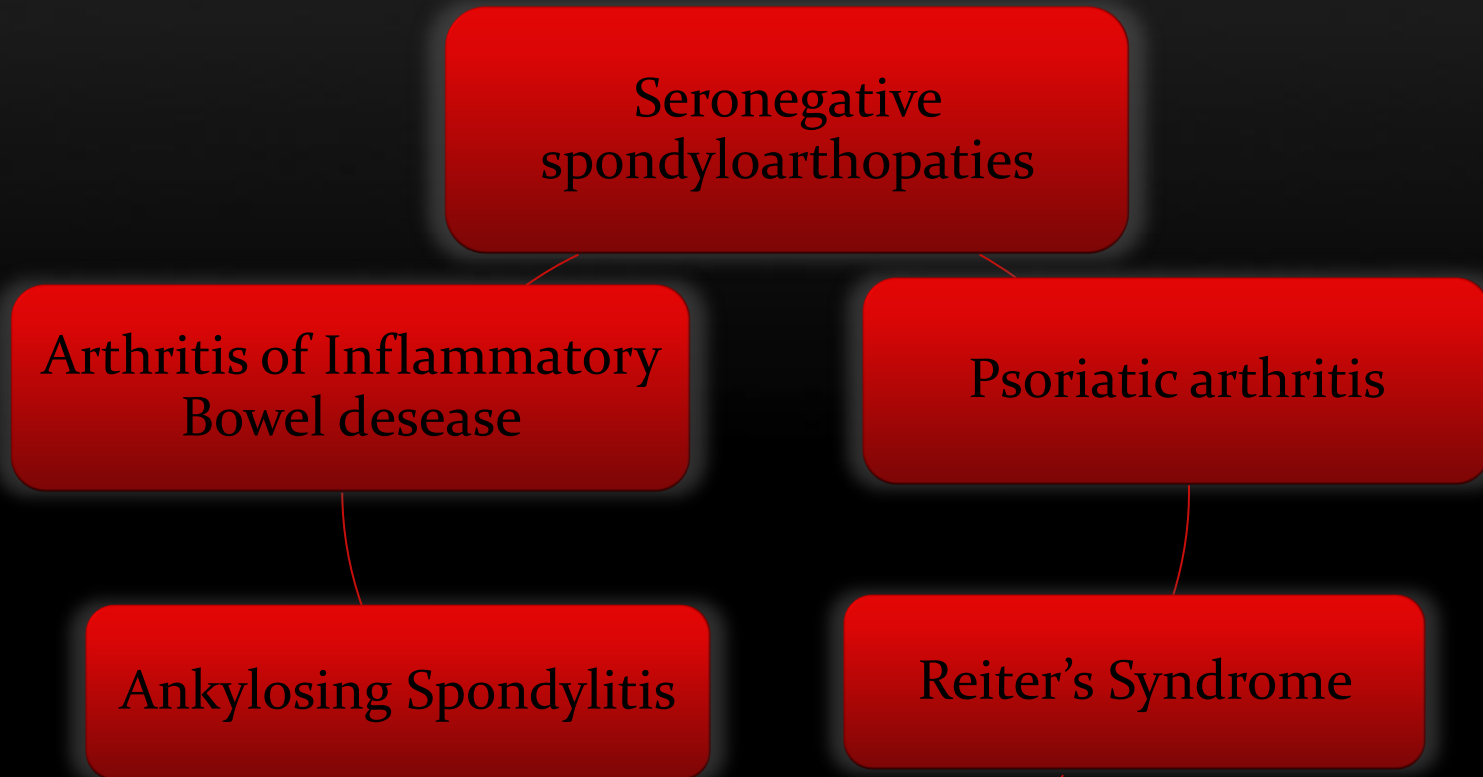 Seronegative
spondyloarthopaties
Arthritis of Inflammatory
Bowel desease
Psoriatic arthritis
Ankylosing Spondylitis
Reiter’s Syndrome